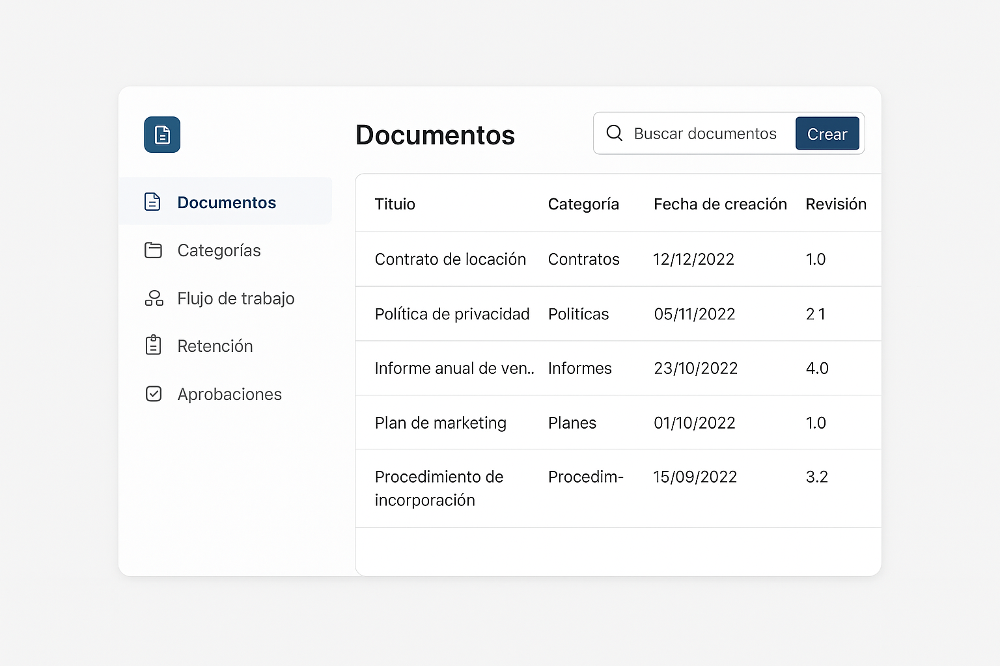 Documentos
Buscar documentos
Crear
Documentos
Categorías
Flujo de trabajo
Retención
Aprobaciones
Tituio Categoría Fecha de creación Revisión
Contrato de locación Contratos 12/12/2022 1.0
Política de privacidad Politícas 05/11/2022 2 1
Informe anual de ven.. Informes 23/10/2022 4.0
Plan de marketing Planes 01/10/2022 1.0
Procedimiento de Procedim- 15/09/2022 3.2
incorporación